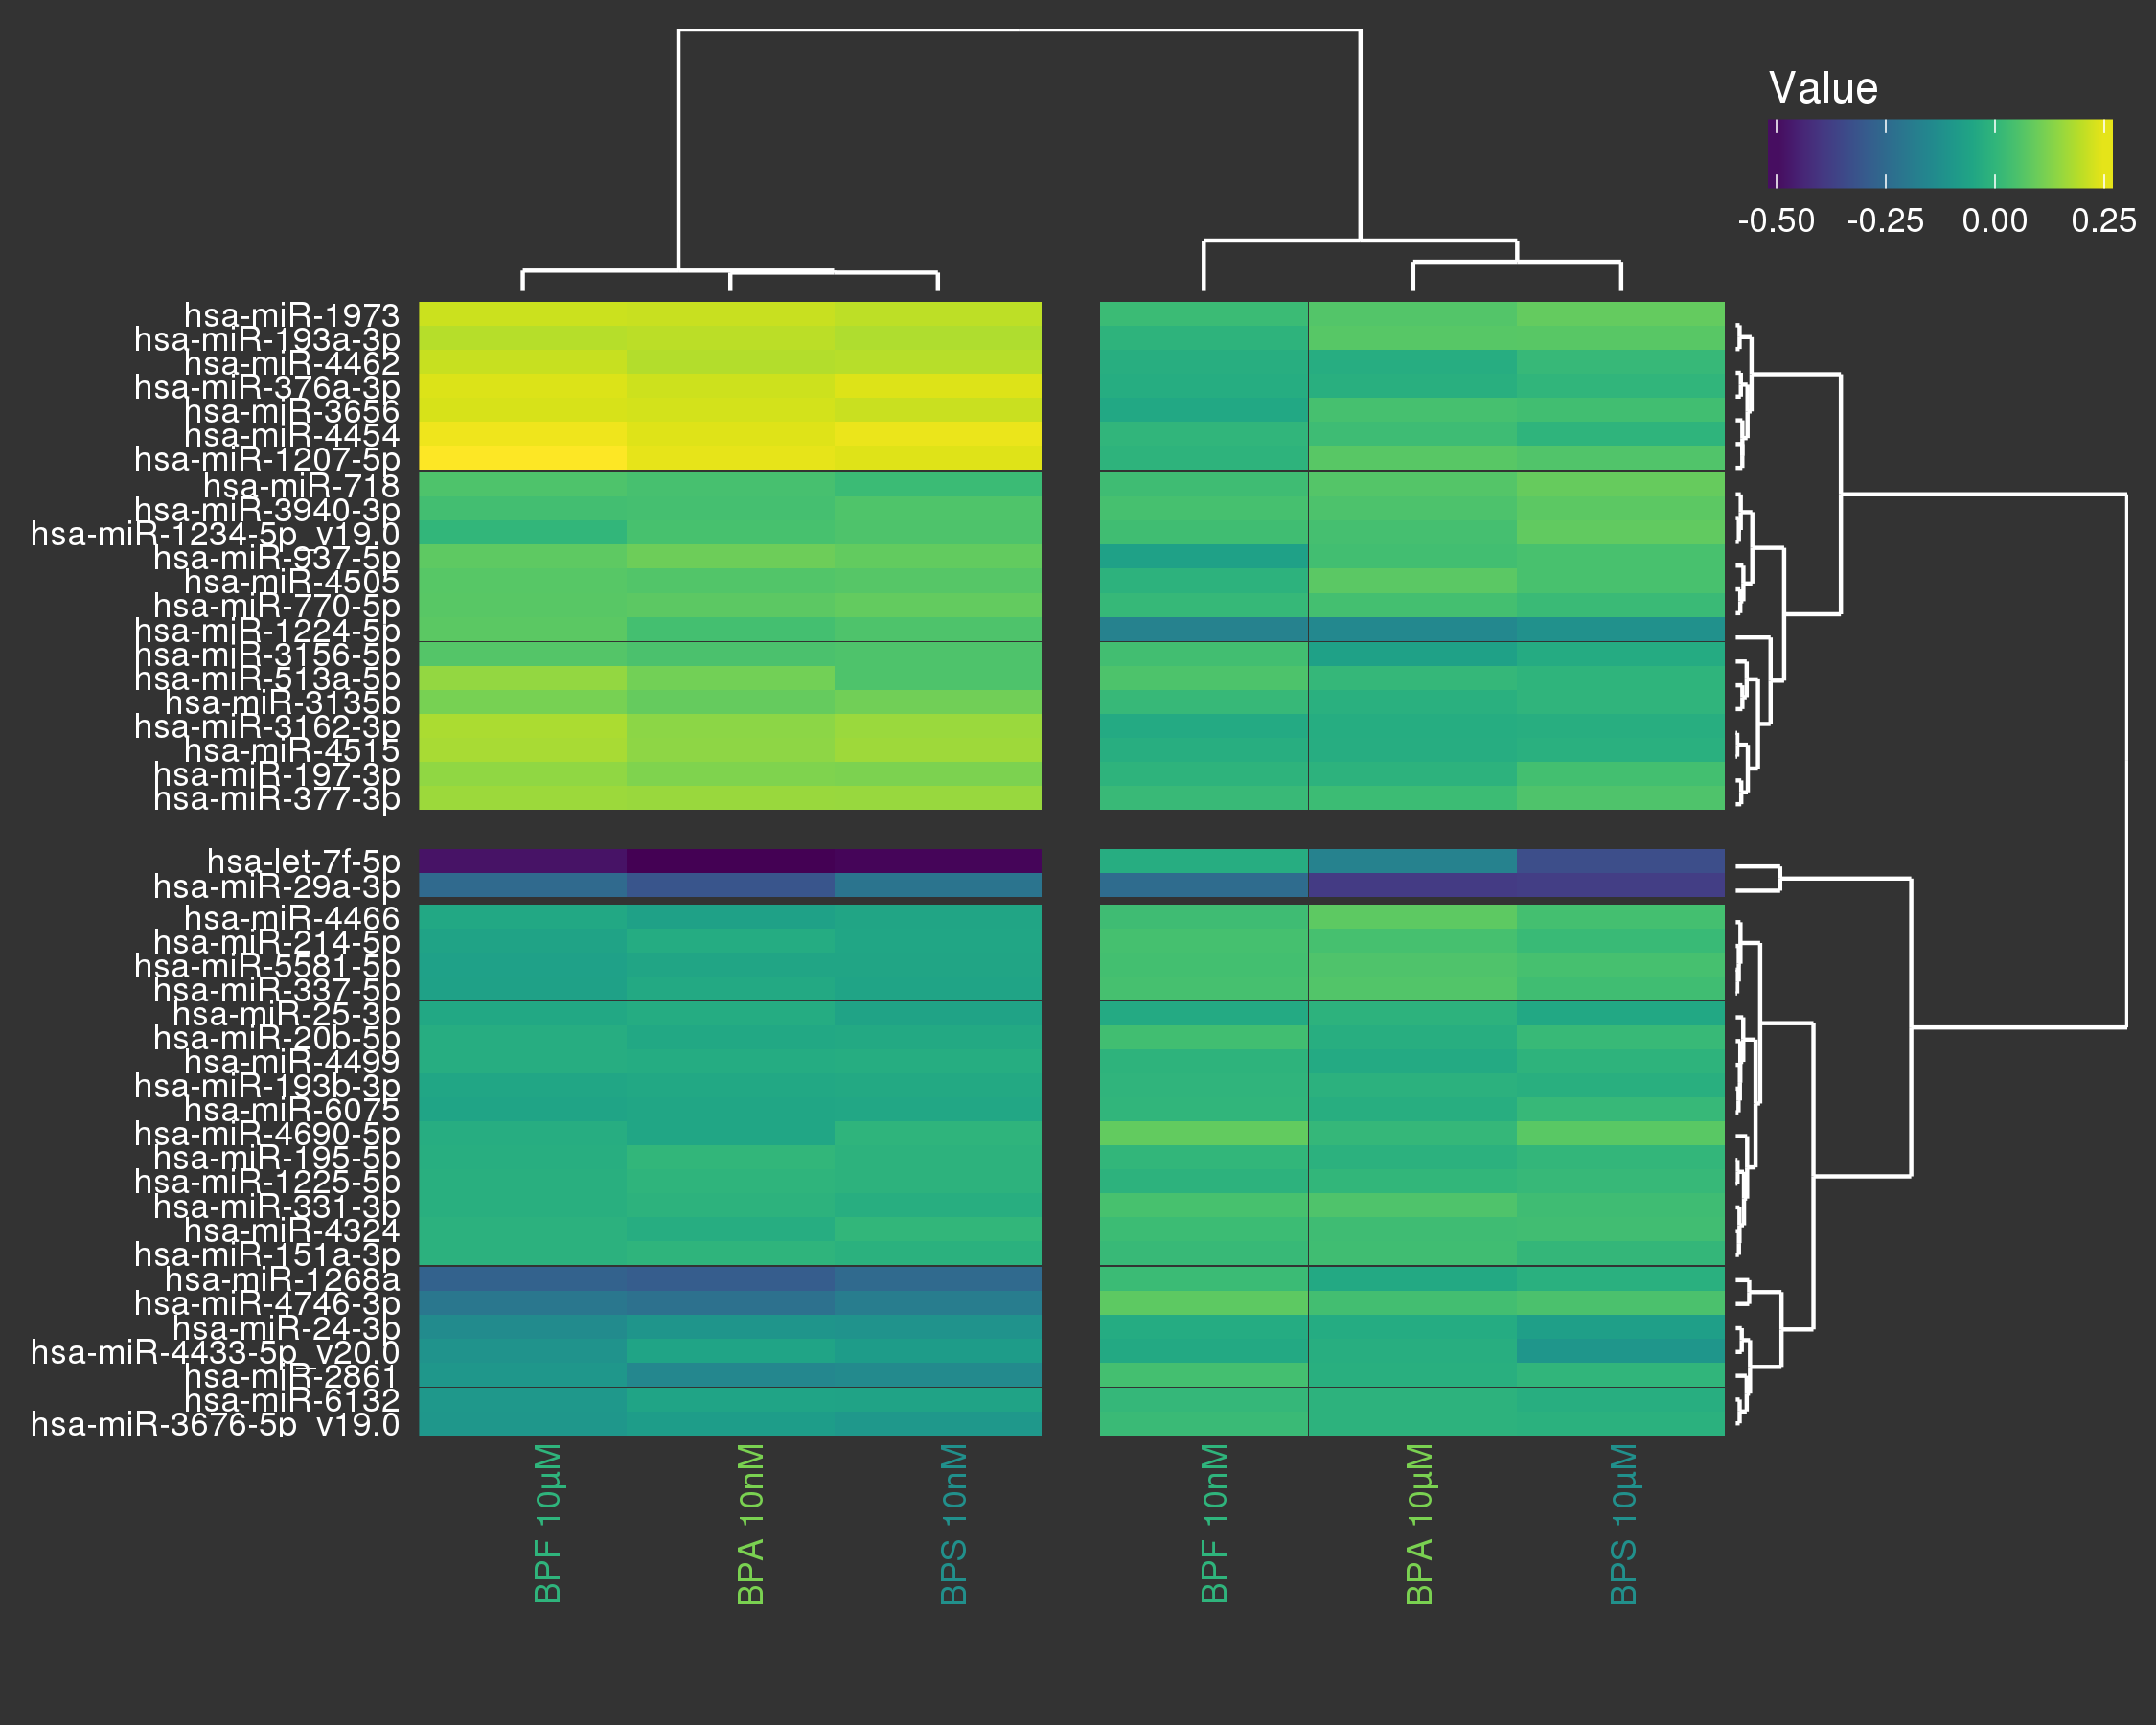 Value
-0.50 -0.25 0.00 0.25
hsa-miR-1973
hsa-miR-193a-3p
hsa-miR-4462
hsa-miR-376a-3p
hsa-miR-3656
hsa-miR-4454
hsa-miR-1207-5p
hsa-miR-718
hsa-miR-3940-3p
hsa-miR-1234-5p_v19.0
hsa-miR-937-5p
hsa-miR-4505
hsa-miR-770-5p
hsa-miR-1224-5p
hsa-miR-3156-5p
hsa-miR-513a-5p
hsa-miR-3135b
hsa-miR-3162-3p
hsa-miR-4515
hsa-miR-197-3p
hsa-miR-377-3p
hsa-let-7f-5p
hsa-miR-29a-3p
hsa-miR-4466
hsa-miR-214-5p
hsa-miR-5581-5p
hsa-miR-337-5p
hsa-miR-25-3p
hsa-miR-20b-5p
hsa-miR-4499
hsa-miR-193b-3p
hsa-miR-6075
hsa-miR-4690-5p
hsa-miR-195-5p
hsa-miR-1225-5p
hsa-miR-331-3p
hsa-miR-4324
hsa-miR-151a-3p
hsa-miR-1268a
hsa-miR-4746-3p
hsa-miR-24-3p
hsa-miR-4433-5p_v20.0
hsa-miR-2861
hsa-miR-6132
hsa-miR-3676-5p_v19.0
BPF 10µM
BPA 10nM
BPS 10nM
BPF 10nM
BPA 10µM
BPS 10µM